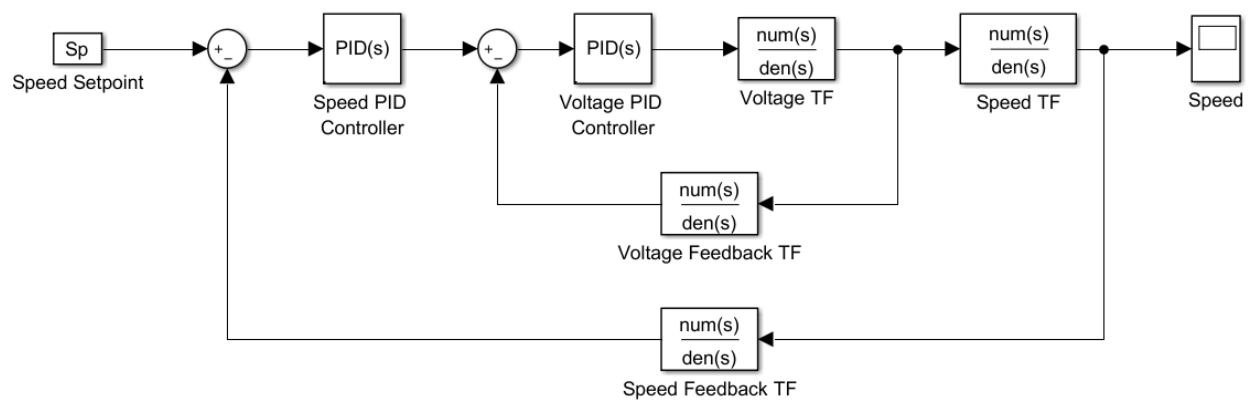 Sp
Speed Setpoint
+
−
PID(s)
Speed PID
Controller
+
−
PID(s)
Voltage PID
Controller
num(s)
den(s)
Voltage TF
num(s)
den(s)
Speed TF
Speed
num(s)
den(s)
Voltage Feedback TF
num(s)
den(s)
Speed Feedback TF